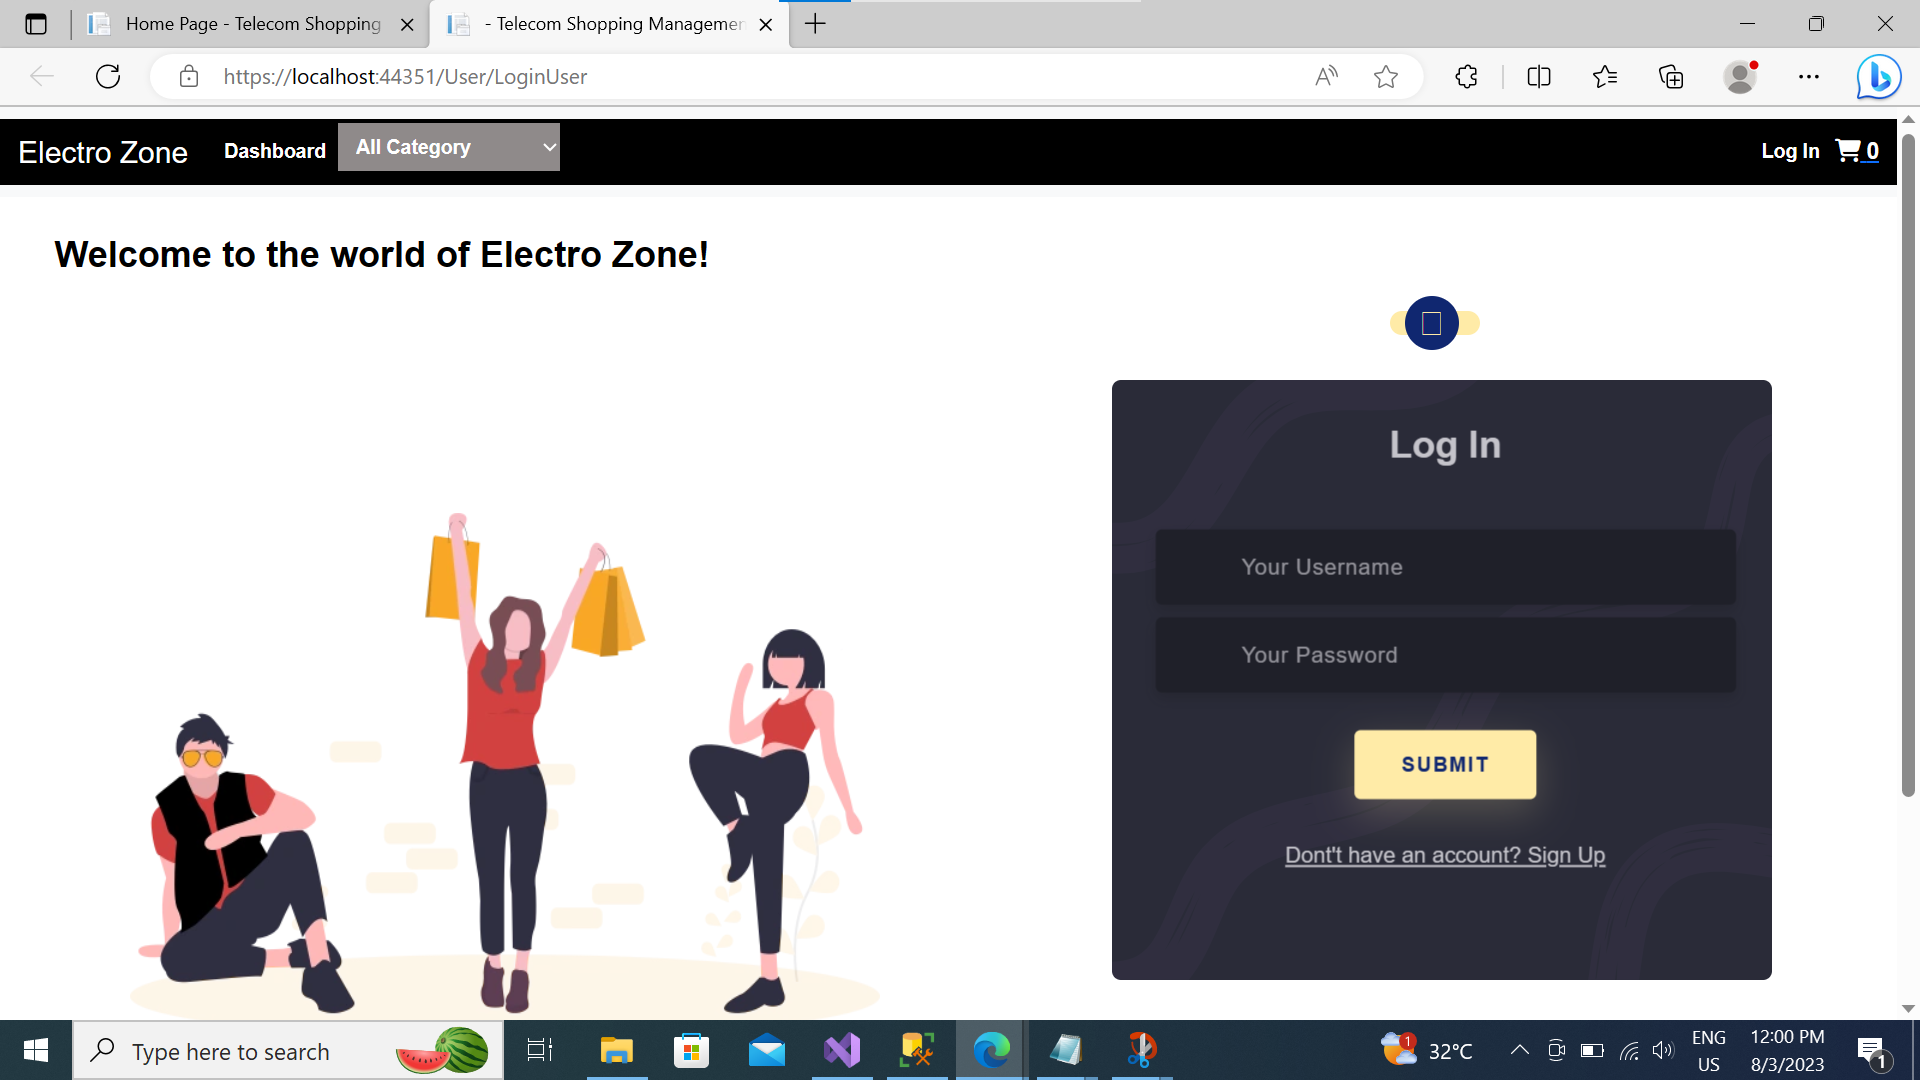 Home Page - Telecom Shopping
- Telecom Shopping Managemen
https://localhost:44351/User/LoginUser
Electro Zone
Dashboard
All Category
Log In
0
Welcome to the world of Electro Zone!
Log In
Your Username
Your Password
SUBMIT
Dont't have an account? Sign Up
Type here to search
1
32°C
ENG
US
12:00 PM
8/3/2023
1